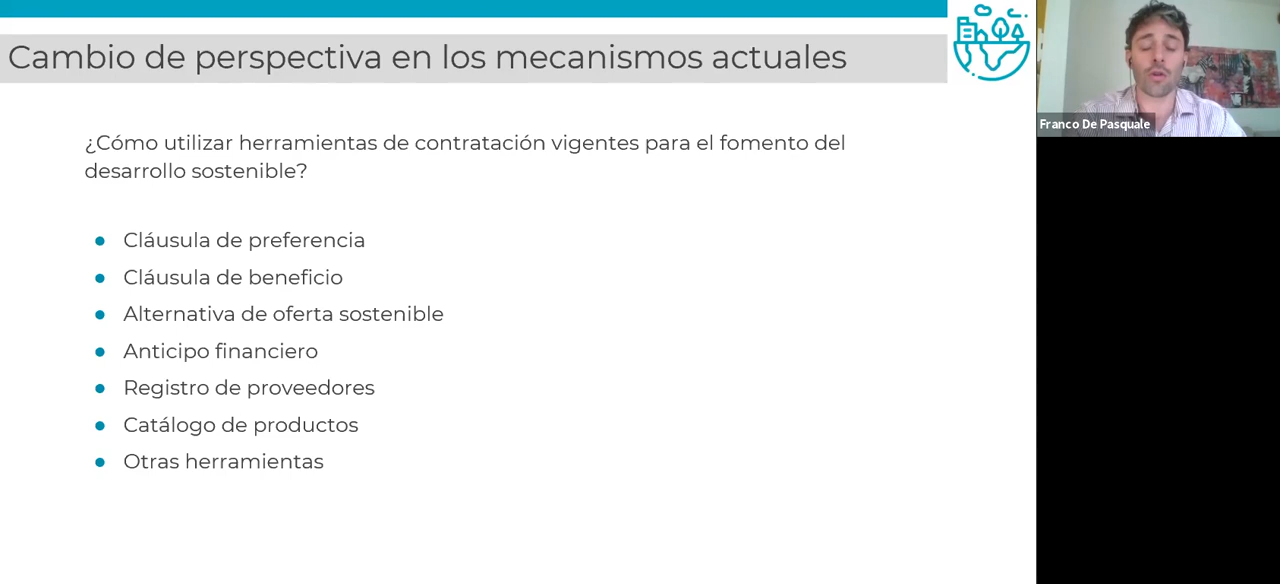 Cambio de perspectiva en los mecanismos actuales
¿Cómo utilizar herramientas de contratación vigentes para el fomento del
desarrollo sostenible?
Cláusula de preferencia
Cláusula de beneficio
Alternativa de oferta sostenible
Anticipo financiero
Registro de proveedores
Catálogo de productos
Otras herramientas
Franco De Pasquale